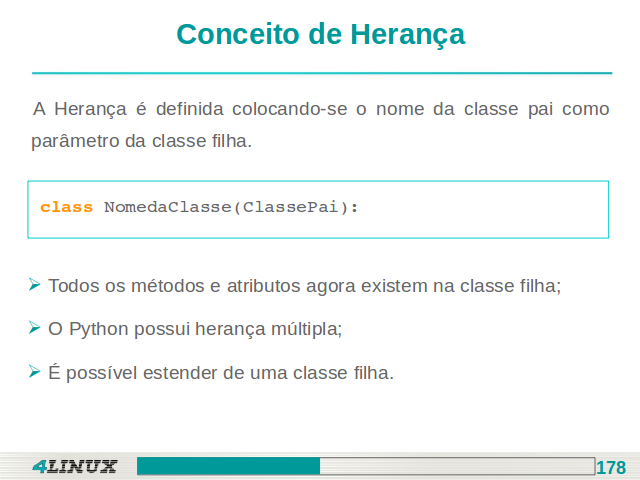 Conceito de Herança
A Herança é definida colocando-se o nome da classe pai como
parâmetro da classe filha.
class NomedaClasse(ClassePai):
Todos os métodos e atributos agora existem na classe filha;
O Python possui herança múltipla;
É possível estender de uma classe filha.
4LINUX
178